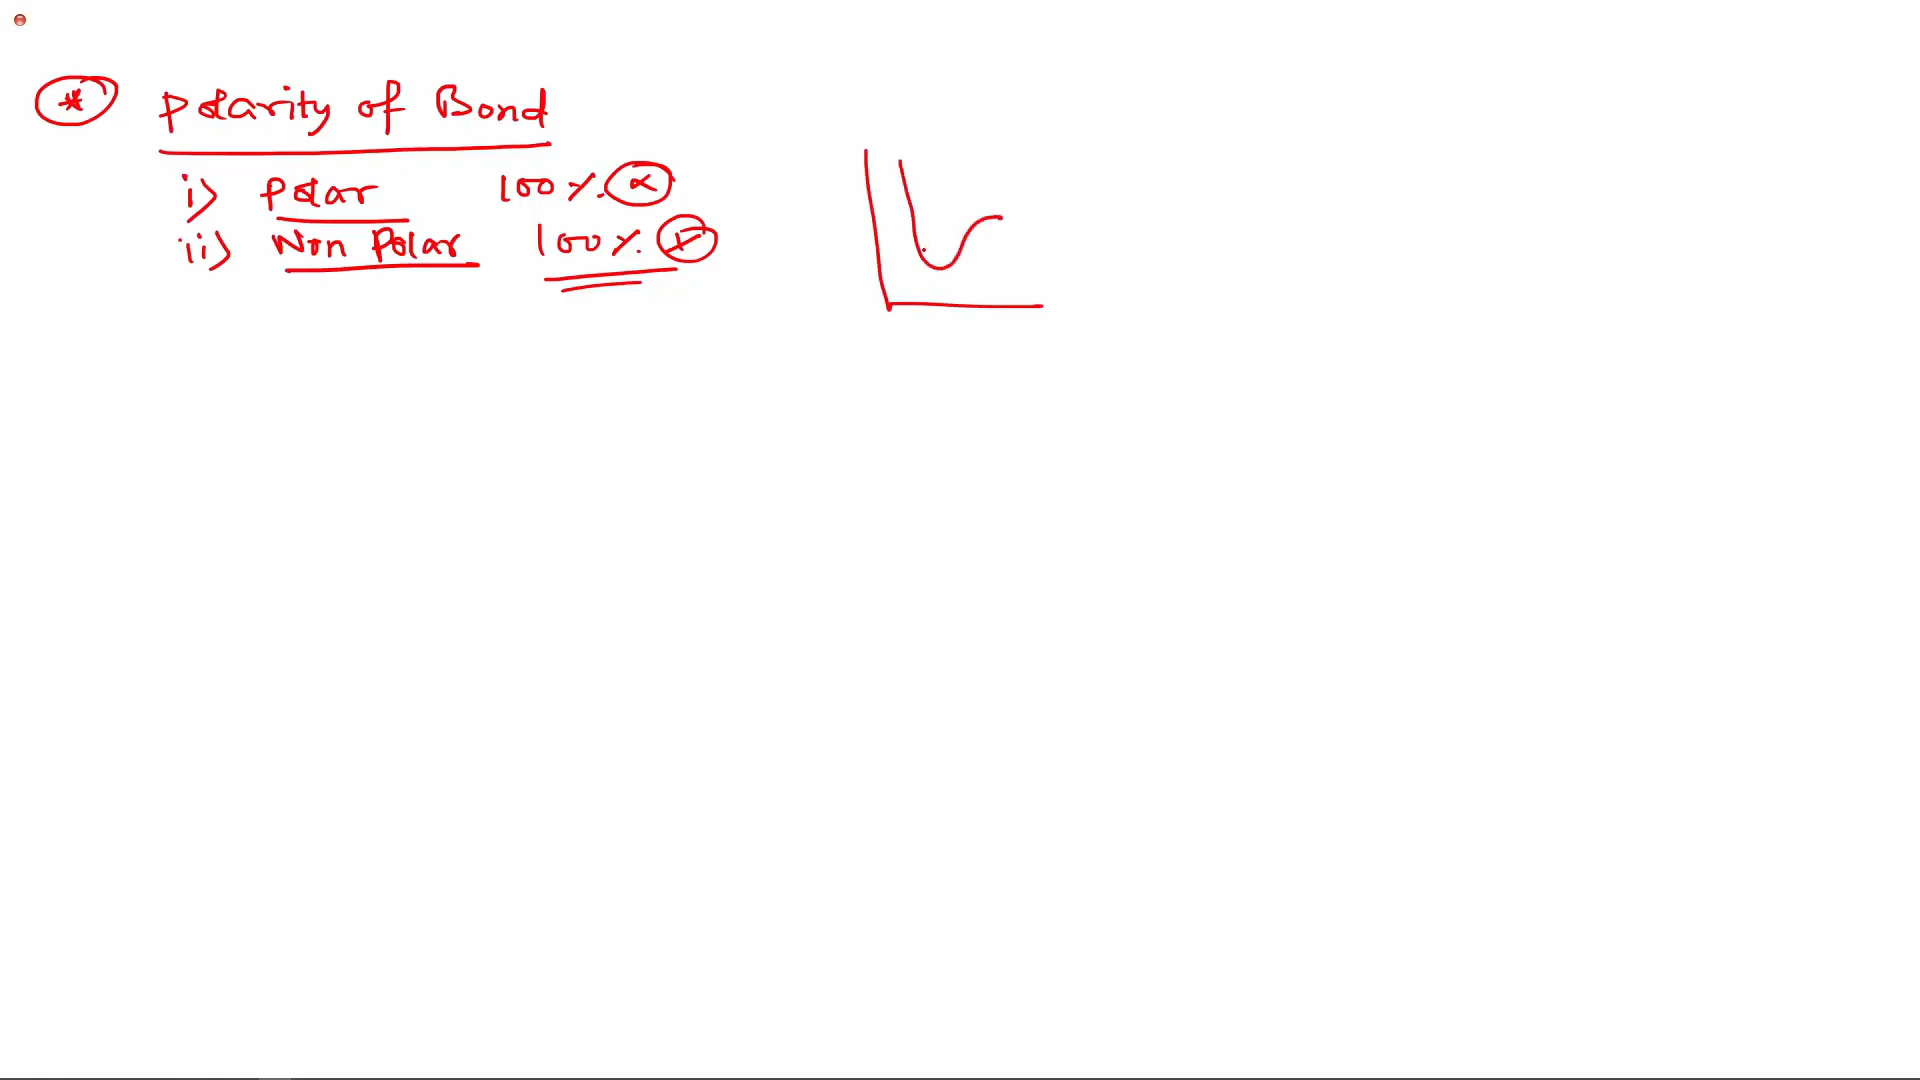 * Polarity of Bond
i) Polar 100%
ii) Non Polar 100%